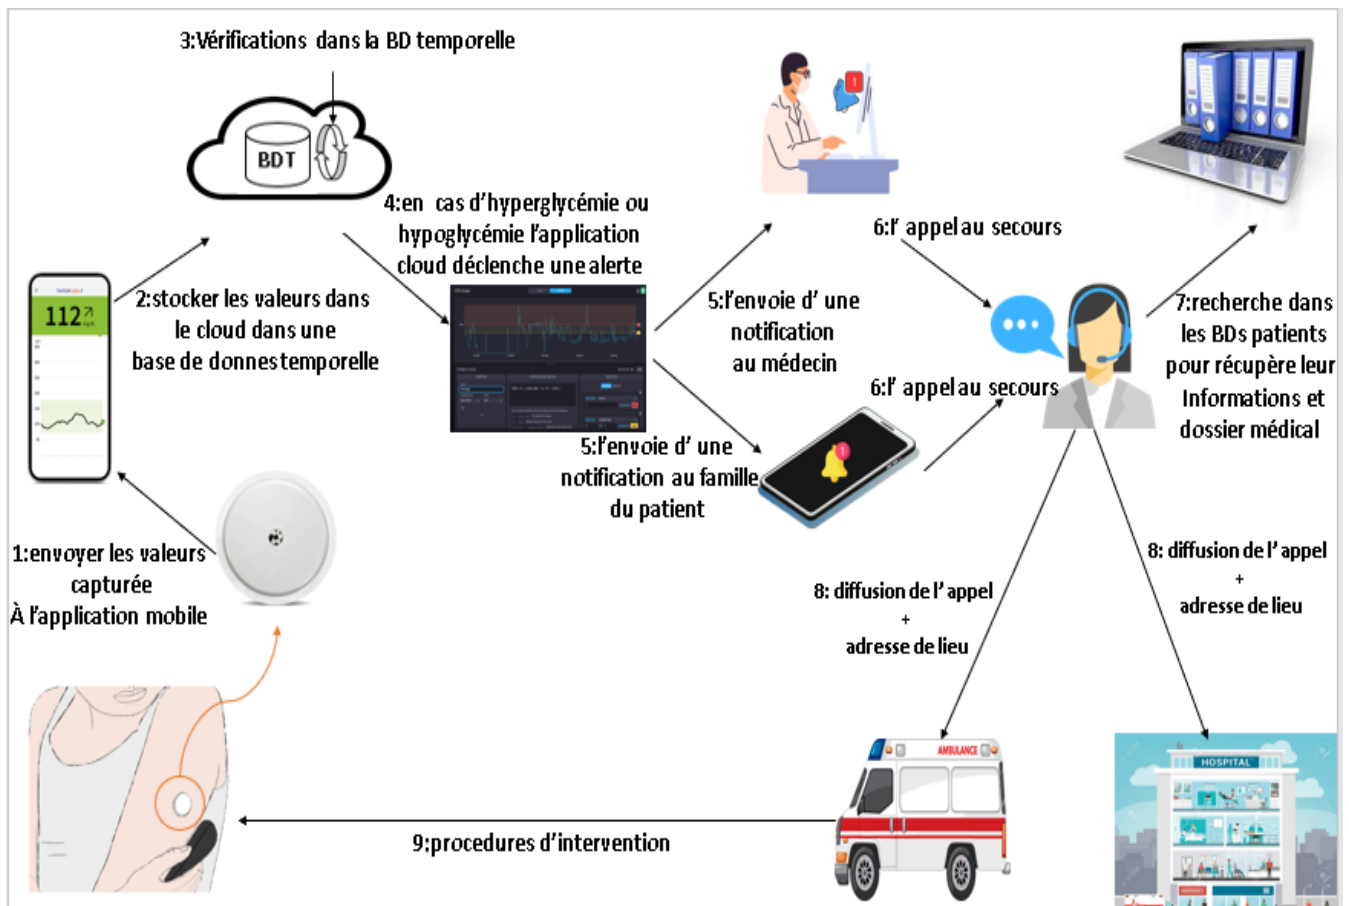 3:Vérifications dans la BD temporelle
BDT
4:en cas d'hyperglycémie ou
hypoglycémie l'application
cloud déclenche une alerte
112
2:stocker les valeurs dans
le cloud dans une
base de donnes temporelle
1
6:l' appel au secours
5:l'envoie d' une
notification
au médecin
7:recherche dans
les BDs patients
pour récupère leur
Informations et
dossier médical
6:l' appel au secours
5:l'envoie d' une
notification au famille
du patient
1
1:envoyer les valeurs
capturée
À l'application mobile
8: diffusion de l' appel
+
adresse de lieu
8: diffusion de l' appel
+
adresse de lieu
AMBULANCE
HOSPITAL
9:procedures d'intervention